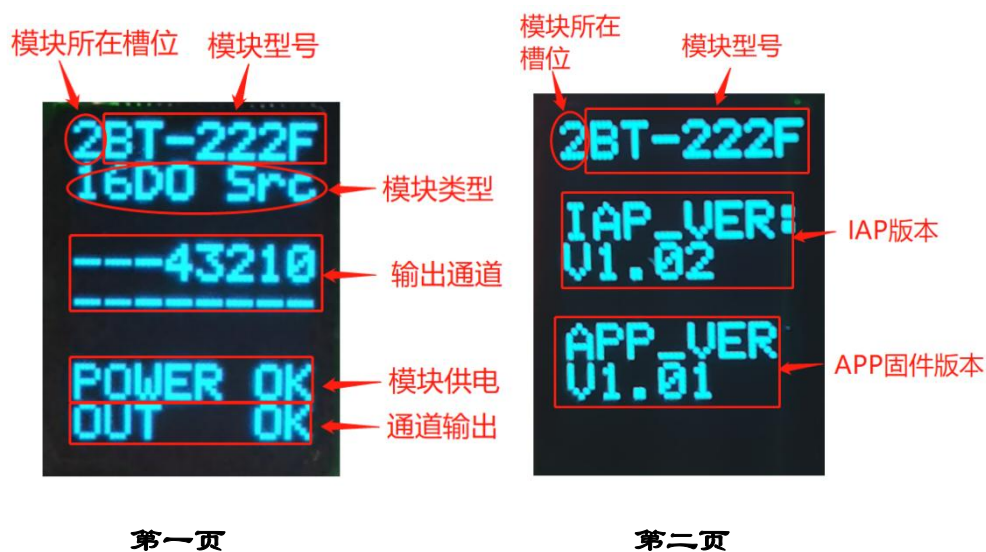 模块所在槽位
模块型号
2BT-222F
16DO Src
模块类型
---43210
--------
输出通道
POWER OK
模块供电
OUT OK
通道输出
第一页
模块所在
槽位
模块型号
2BT-222F
IAP_VER:
V1.02
IAP版本
APP_VER
V1.01
APP固件版本
第二页